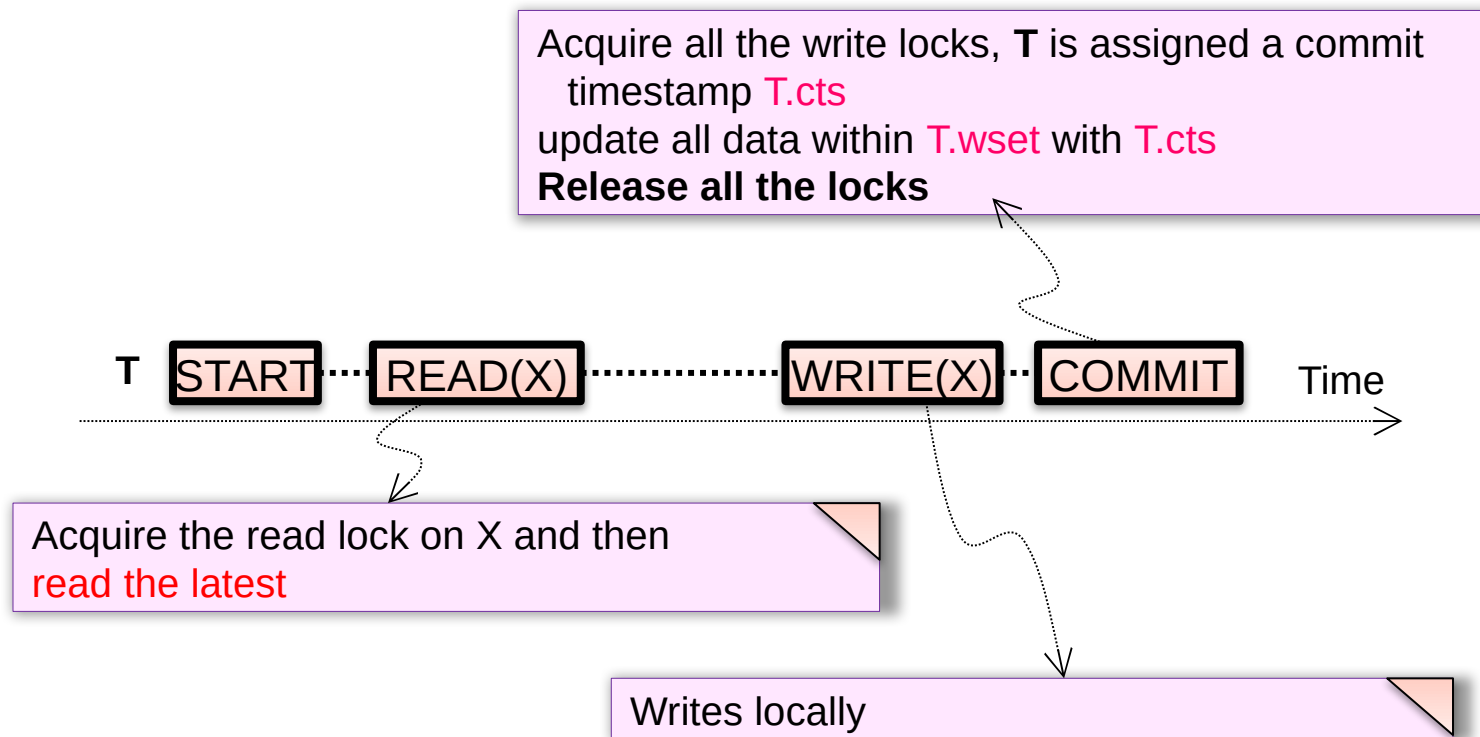 Acquire all the write locks, T is assigned a commit
timestamp T.cts
update all data within T.wset with T.cts
Release all the locks
T START READ(X) WRITE(X) COMMIT Time
Acquire the read lock on X and then
read the latest
Writes locally